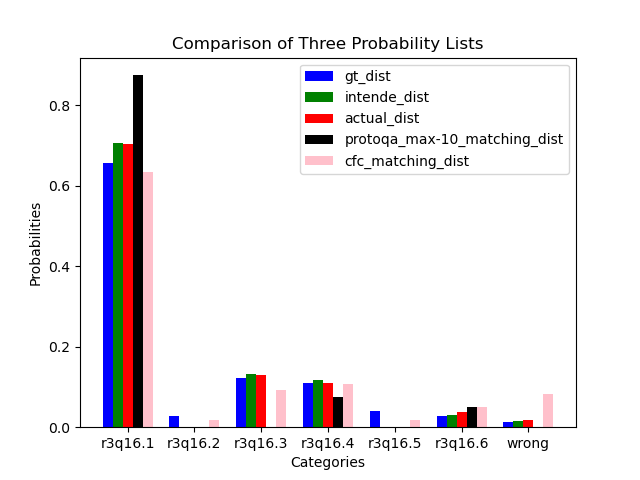 Comparison of Three Probability Lists
gt_dist
intende_dist
actual_dist
protoqa_max-10_matching_dist
cfc_matching_dist
Probabilities
0.8
0.6
0.4
0.2
0.0
r3q16.1 r3q16.2 r3q16.3 r3q16.4 r3q16.5 r3q16.6 wrong
Categories